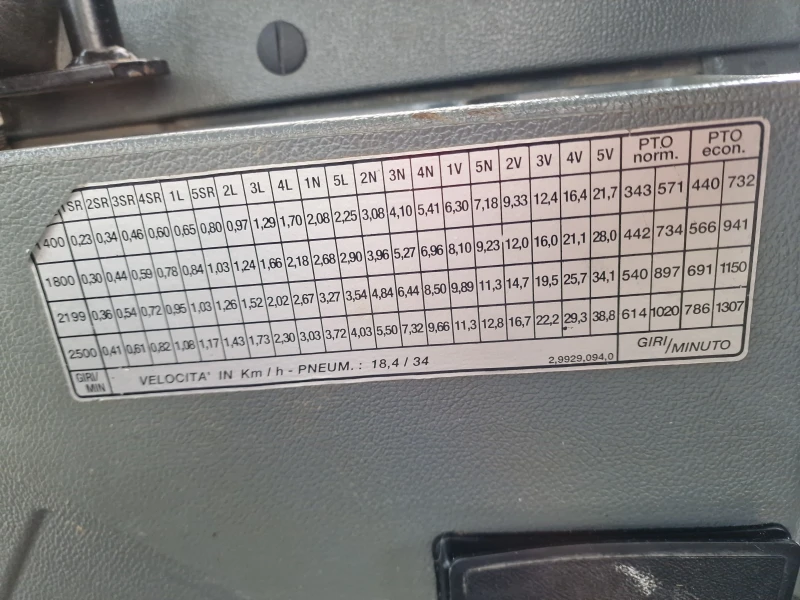 1SR 2SR 3SR 4SR 1L 5SR 2L 3L 4L 1N 5L 2N 3N 4N 1V 5N 2V 3V 4V 5V PTO norm. PTO econ.
1400 0,23 0,34 0,46 0,60 0,65 0,80 0,97 1,29 1,70 2,08 2,25 3,08 4,10 5,41 6,30 7,18 9,33 12,4 16,4 21,7 343 571 440 732
1800 0,30 0,44 0,59 0,78 0,84 1,03 1,24 1,66 2,18 2,68 2,90 3,96 5,27 6,96 8,10 9,23 12,0 16,0 21,1 28,0 442 734 566 941
2199 0,36 0,54 0,72 0,95 1,03 1,26 1,52 2,02 2,67 3,27 3,54 4,84 6,44 8,50 9,89 11,3 14,7 19,5 25,7 34,1 540 897 691 1150
2500 0,41 0,61 0,82 1,08 1,17 1,43 1,73 2,30 3,03 3,72 4,03 5,50 7,32 9,66 11,3 12,8 16,7 22,2 29,3 38,8 614 1020 786 1307
GIRI/MIN VELOCITA' IN Km/h - PNEUM.: 18,4/34 2,9929,094,0 GIRI/MINUTO